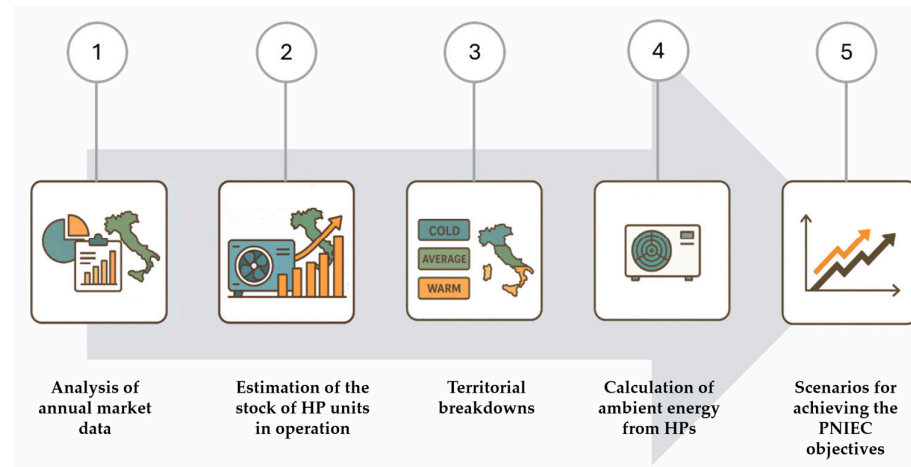 1
2
3
4
5
COLD
AVERAGE
WARM
Analysis of
annual market
data
Estimation of the
stock of HP units
in operation
Territorial
breakdowns
Calculation of
ambient energy
from HPs
Scenarios for
achieving the
PNIEC
objectives